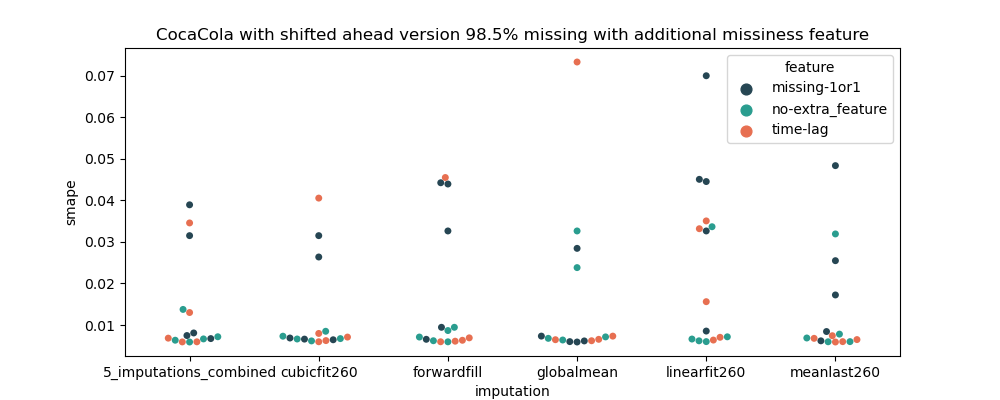 CocaCola with shifted ahead version 98.5% missing with additional missiness feature
feature
missing-1or1
no-extra_feature
time-lag
0.07
0.06
0.05
0.04
0.03
0.02
0.01
smape
5_imputations_combined cubicfit260 forwardfill globalmean linearfit260 meanlast260
imputation